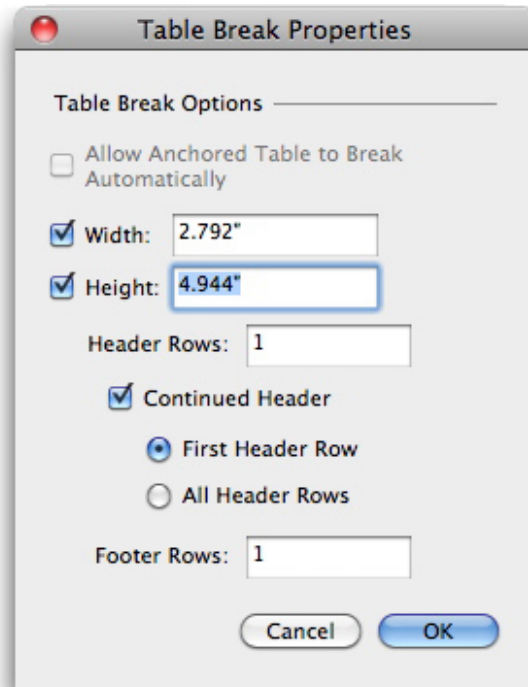 Table Break Properties
Table Break Options
Allow Anchored Table to Break
Automatically
Width: 2.792"
Height: 4.944"
Header Rows: 1
Continued Header
First Header Row
All Header Rows
Footer Rows: 1
Cancel OK